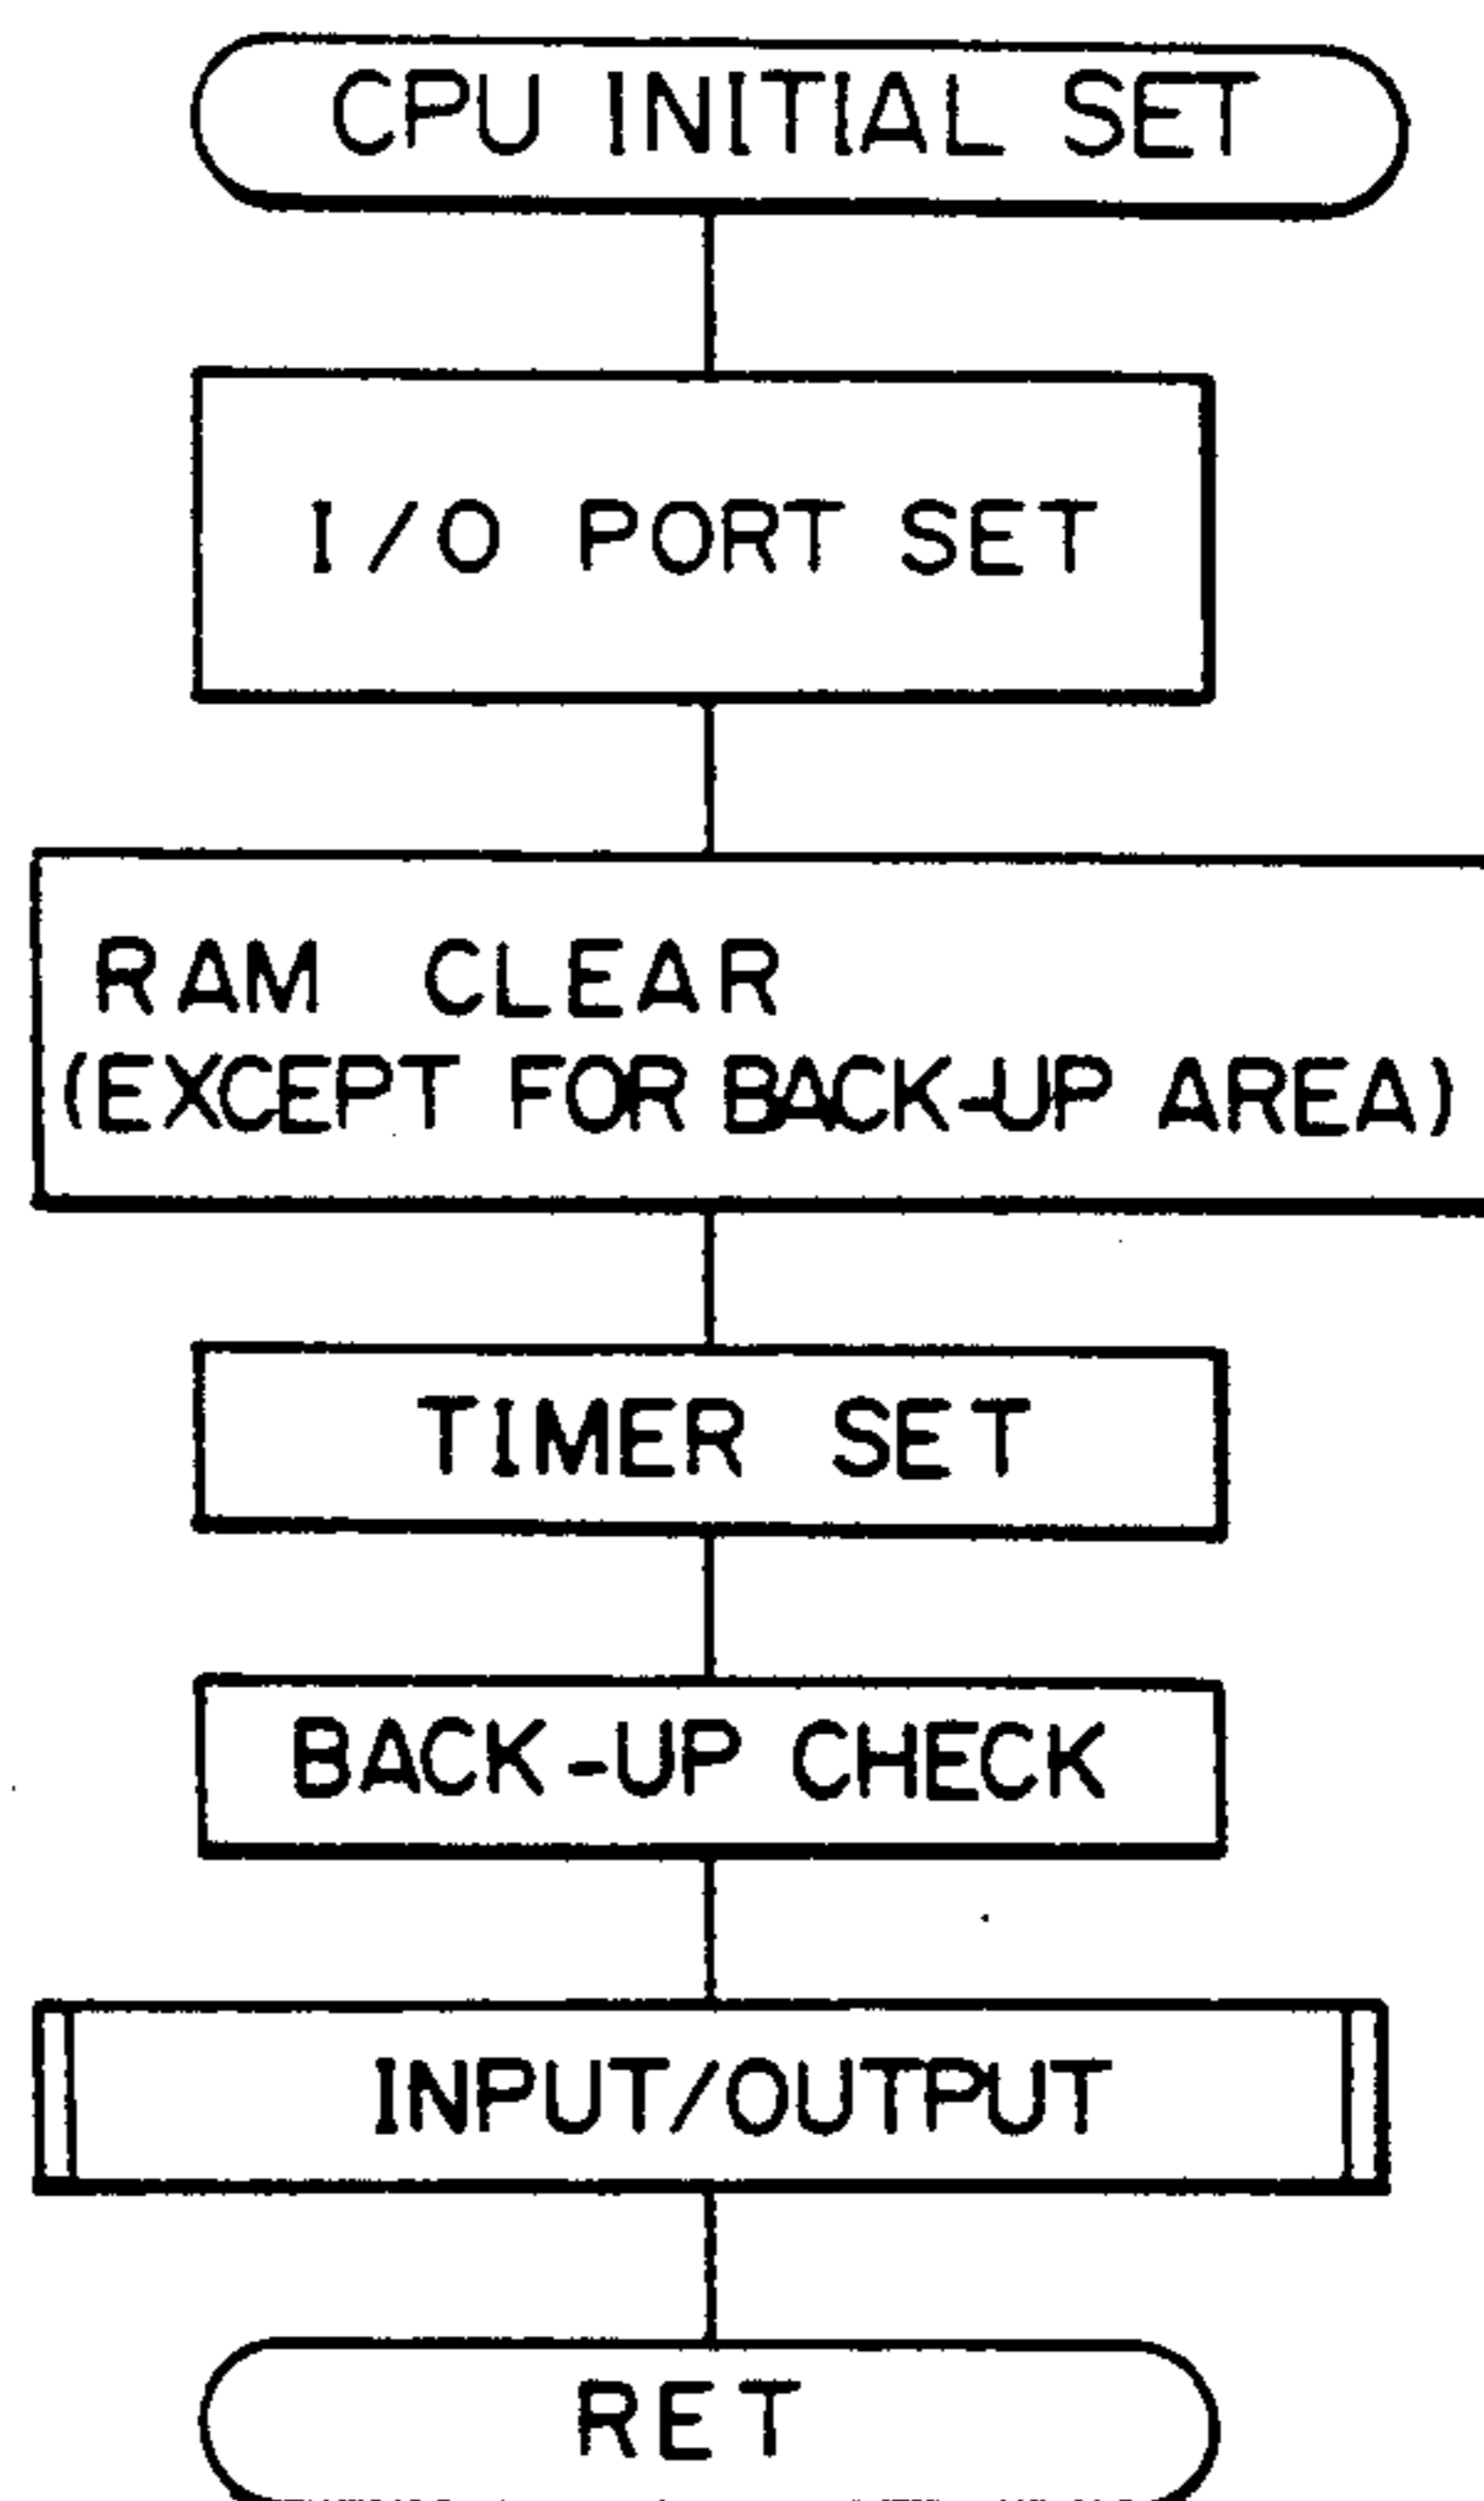 CPU INITIAL SET
I/O PORT SET
RAM CLEAR
(EXCEPT FOR BACK-UP AREA)
TIMER SET
BACK-UP CHECK
INPUT/OUTPUT
RET